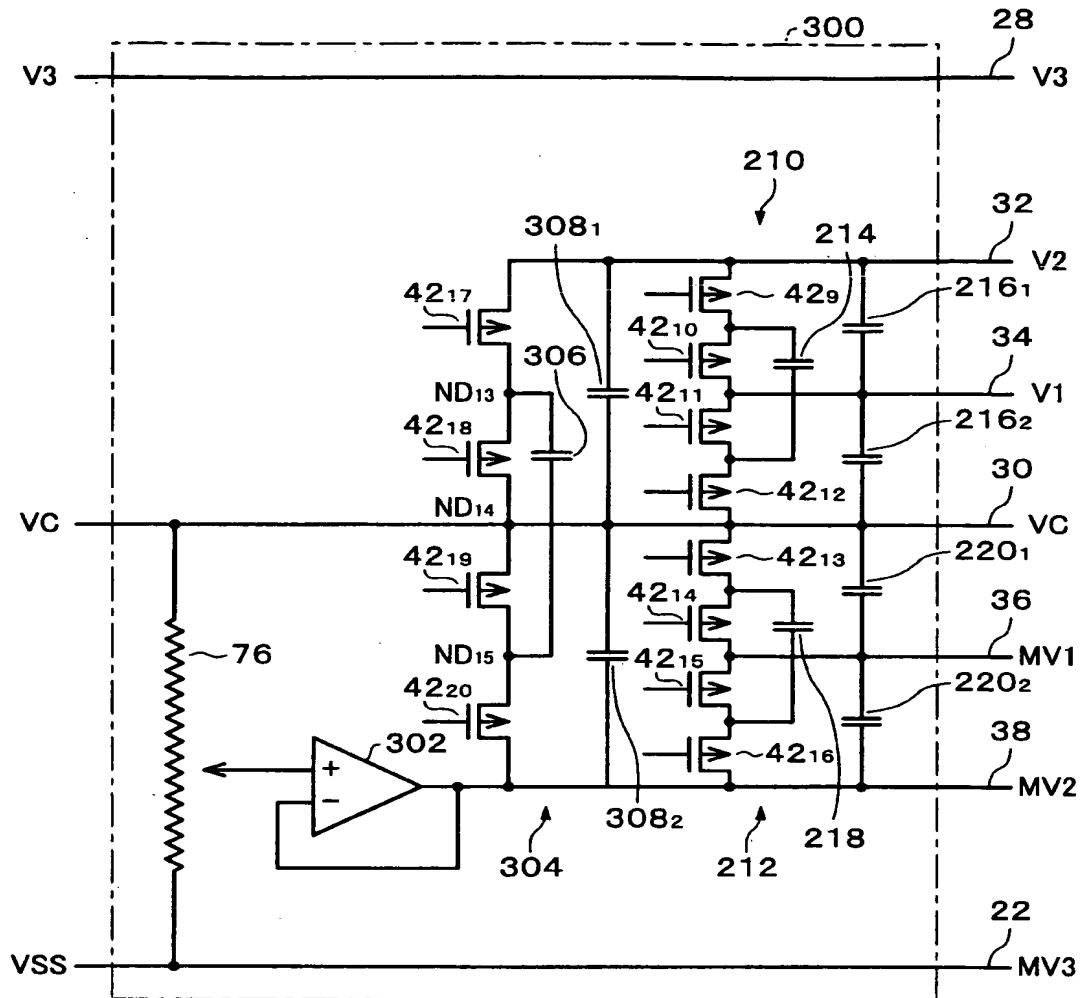 300
28
V3
V3
210
32
308₁
214
V2
42₁₇
42₉
216₁
42₁₀
34
306
ND₁₃
42₁₁
V1
42₁₈
216₂
42₁₂
30
ND₁₄
VC
VC
42₁₃
220₁
42₁₉
42₁₄
36
76
ND₁₅
42₁₅
MV1
220₂
42₂₀
302
42₁₆
38
+
MV2
−
308₂
218
304
212
22
VSS
MV3